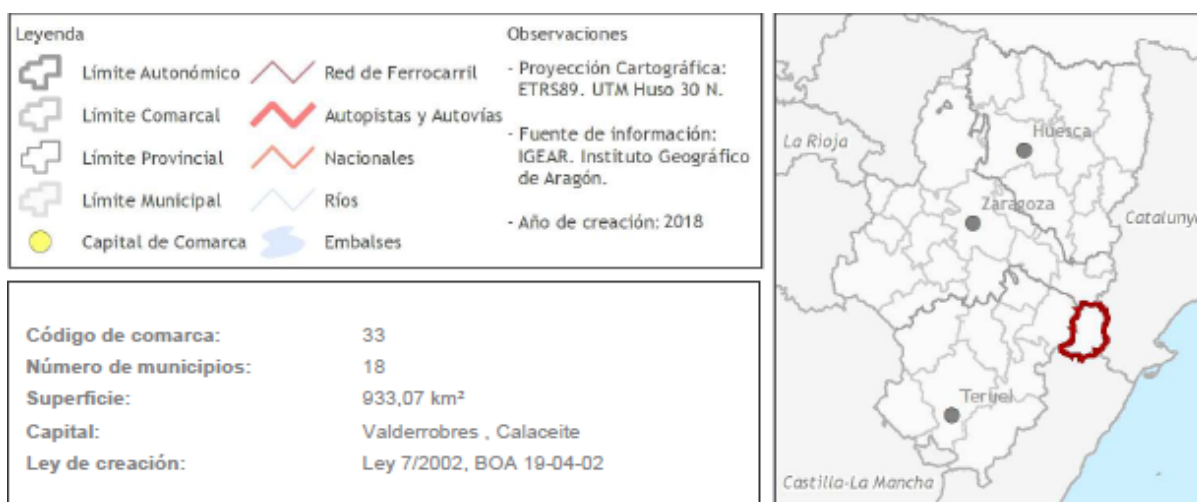 Leyenda
Límite Autonómico
Límite Comarcal
Límite Provincial
Límite Municipal
Capital de Comarca
Red de Ferrocarril
Autopistas y Autovías
Nacionales
Ríos
Embalses
Observaciones
- Proyección Cartográfica:
ETRS89. UTM Huso 30 N.
- Fuente de información:
IGEAR. Instituto Geográfico
de Aragón.
- Año de creación: 2018
Código de comarca: 33
Número de municipios: 18
Superficie: 933,07 km²
Capital: Valderrobres , Calaceite
Ley de creación: Ley 7/2002, BOA 19-04-02
La Rioja
Huesca
Zaragoza
Catalunya
Teruel
Castilla-La Mancha